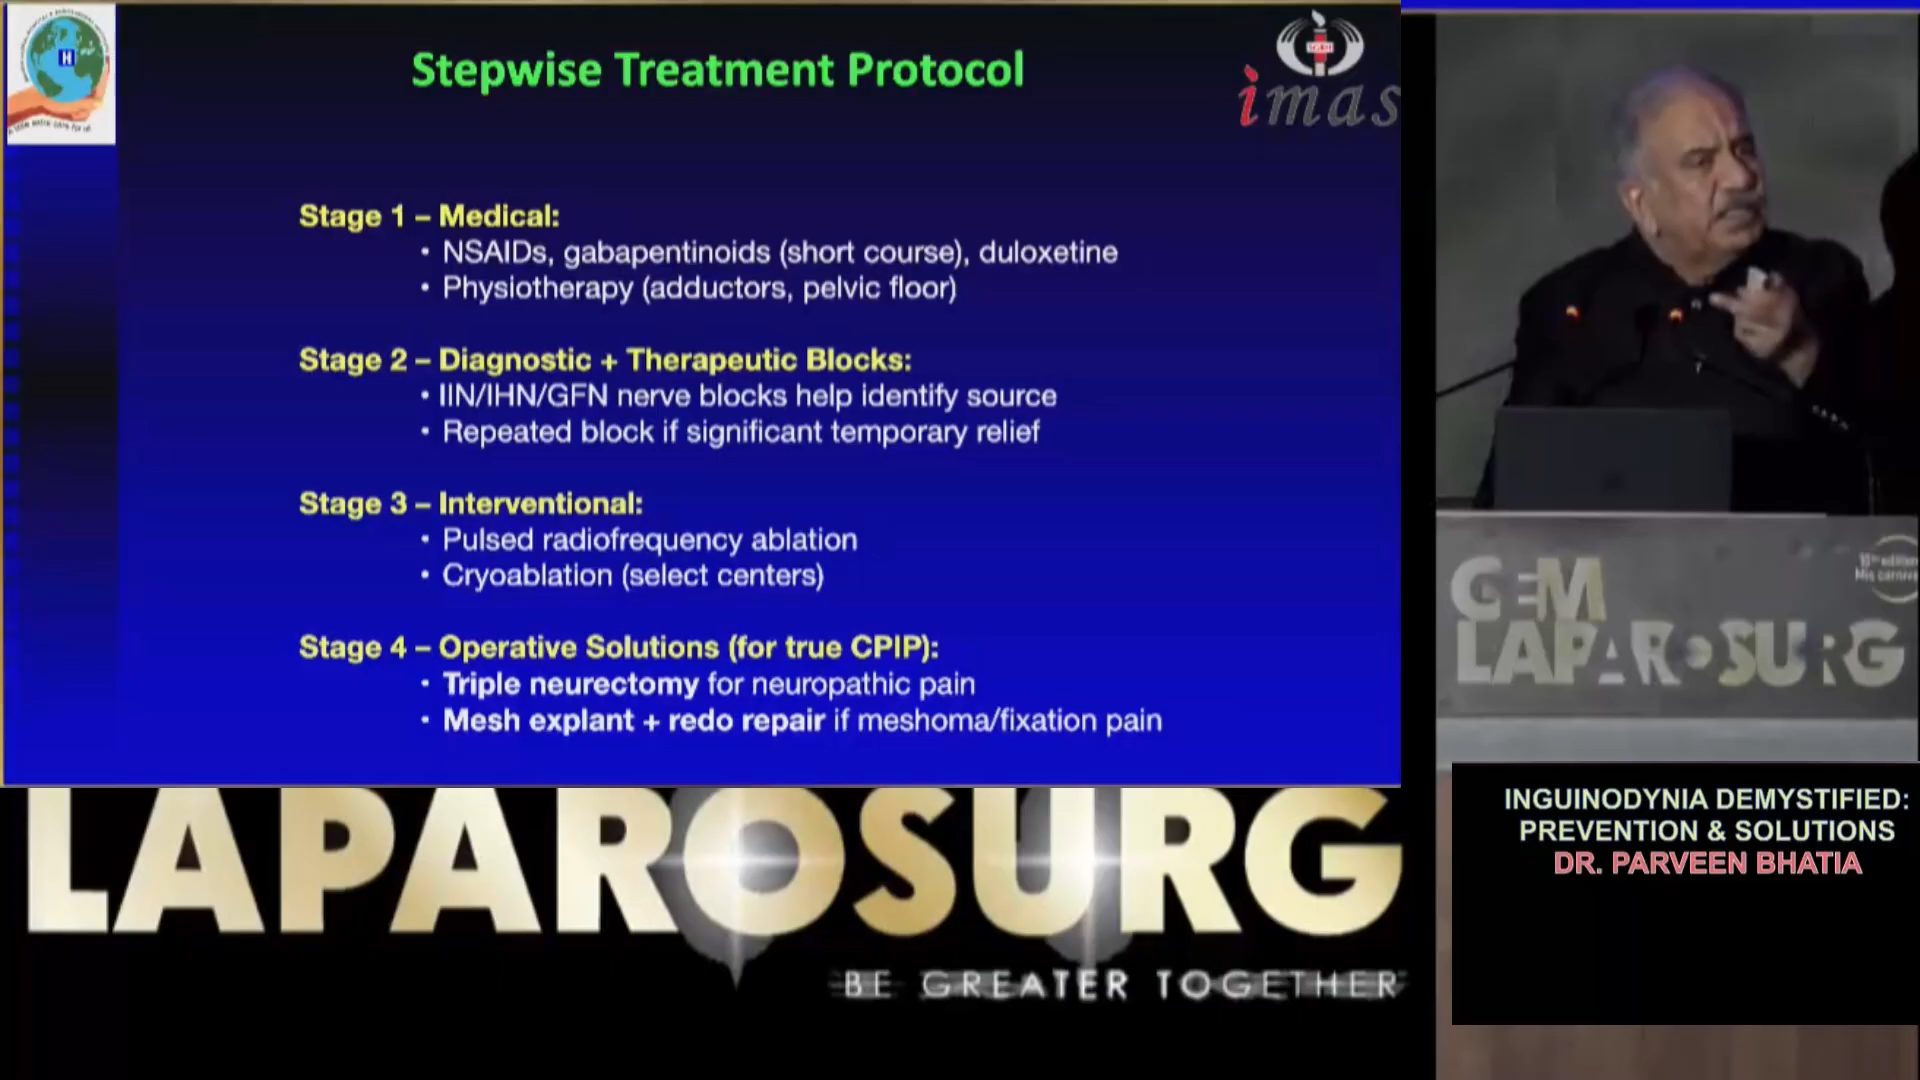 H
Stepwise Treatment Protocol
imas
Stage 1 – Medical:
• NSAIDs, gabapentinoids (short course), duloxetine
• Physiotherapy (adductors, pelvic floor)
Stage 2 – Diagnostic + Therapeutic Blocks:
• IIN/IHN/GFN nerve blocks help identify source
• Repeated block if significant temporary relief
Stage 3 – Interventional:
• Pulsed radiofrequency ablation
• Cryoablation (select centers)
Stage 4 – Operative Solutions (for true CPIP):
• Triple neurectomy for neuropathic pain
• Mesh explant + redo repair if meshoma/fixation pain
LAPAROSURG
BE GREATER TOGETHER
GEM
LAPAROSURG
INGUINODYNIA DEMYSTIFIED:
PREVENTION & SOLUTIONS
DR. PARVEEN BHATIA